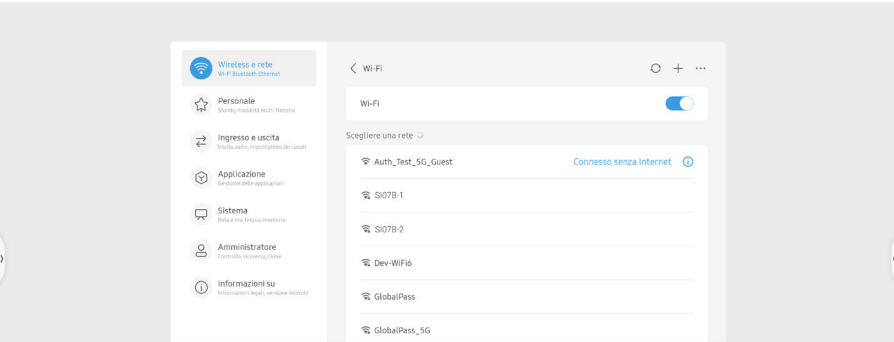 Wireless e rete
Wi-Fi Bluetooth Ethernet
Personale
Sfondo, modalità multi-finestra
Ingresso e uscita
Uscita audio, impostazioni dei canali
Applicazione
Gestione delle applicazioni
Sistema
Data e ora, lingua, memoria
Amministratore
Controllo, sicurezza, clone
Informazioni su
Informazioni legali, versione Android
Wi-Fi
Wi-Fi
Scegliere una rete
Auth_Test_5G_Guest Connesso senza Internet
SI07B-1
SI07B-2
Dev-WiFi6
GlobalPass
GlobalPass_5G